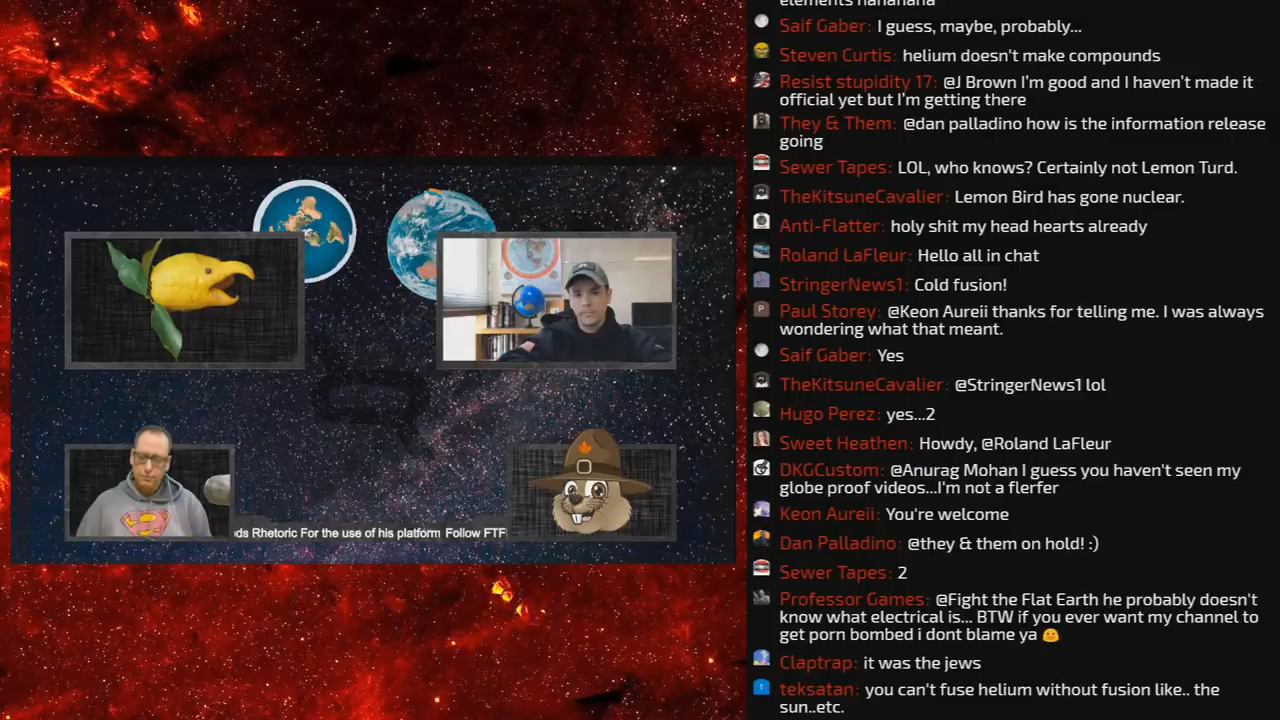 elements hahahaha
Saif Gaber: I guess, maybe, probably...
Steven Curtis: helium doesn't make compounds
Resist stupidity 17: @J Brown I'm good and I haven't made it
official yet but I'm getting there
They & Them: @dan palladino how is the information release
going
Sewer Tapes: LOL, who knows? Certainly not Lemon Turd.
TheKitsuneCavalier: Lemon Bird has gone nuclear.
Anti-Flatter: holy shit my head hearts already
Roland LaFleur: Hello all in chat
StringerNews1: Cold fusion!
Paul Storey: @Keon Aureii thanks for telling me. I was always
wondering what that meant.
Saif Gaber: Yes
TheKitsuneCavalier: @StringerNews1 lol
Hugo Perez: yes...2
Sweet Heathen: Howdy, @Roland LaFleur
DKGCustom: @Anurag Mohan I guess you haven't seen my
globe proof videos...I'm not a flerfer
Keon Aureii: You're welcome
Dan Palladino: @they & them on hold! :)
Sewer Tapes: 2
Professor Games: @Fight the Flat Earth he probably doesn't
know what electrical is... BTW if you ever want my channel to
get porn bombed i dont blame ya
Claptrap: it was the jews
teksatan: you can't fuse helium without fusion like.. the
sun..etc.
ds Rhetoric For the use of his platform Follow FTF